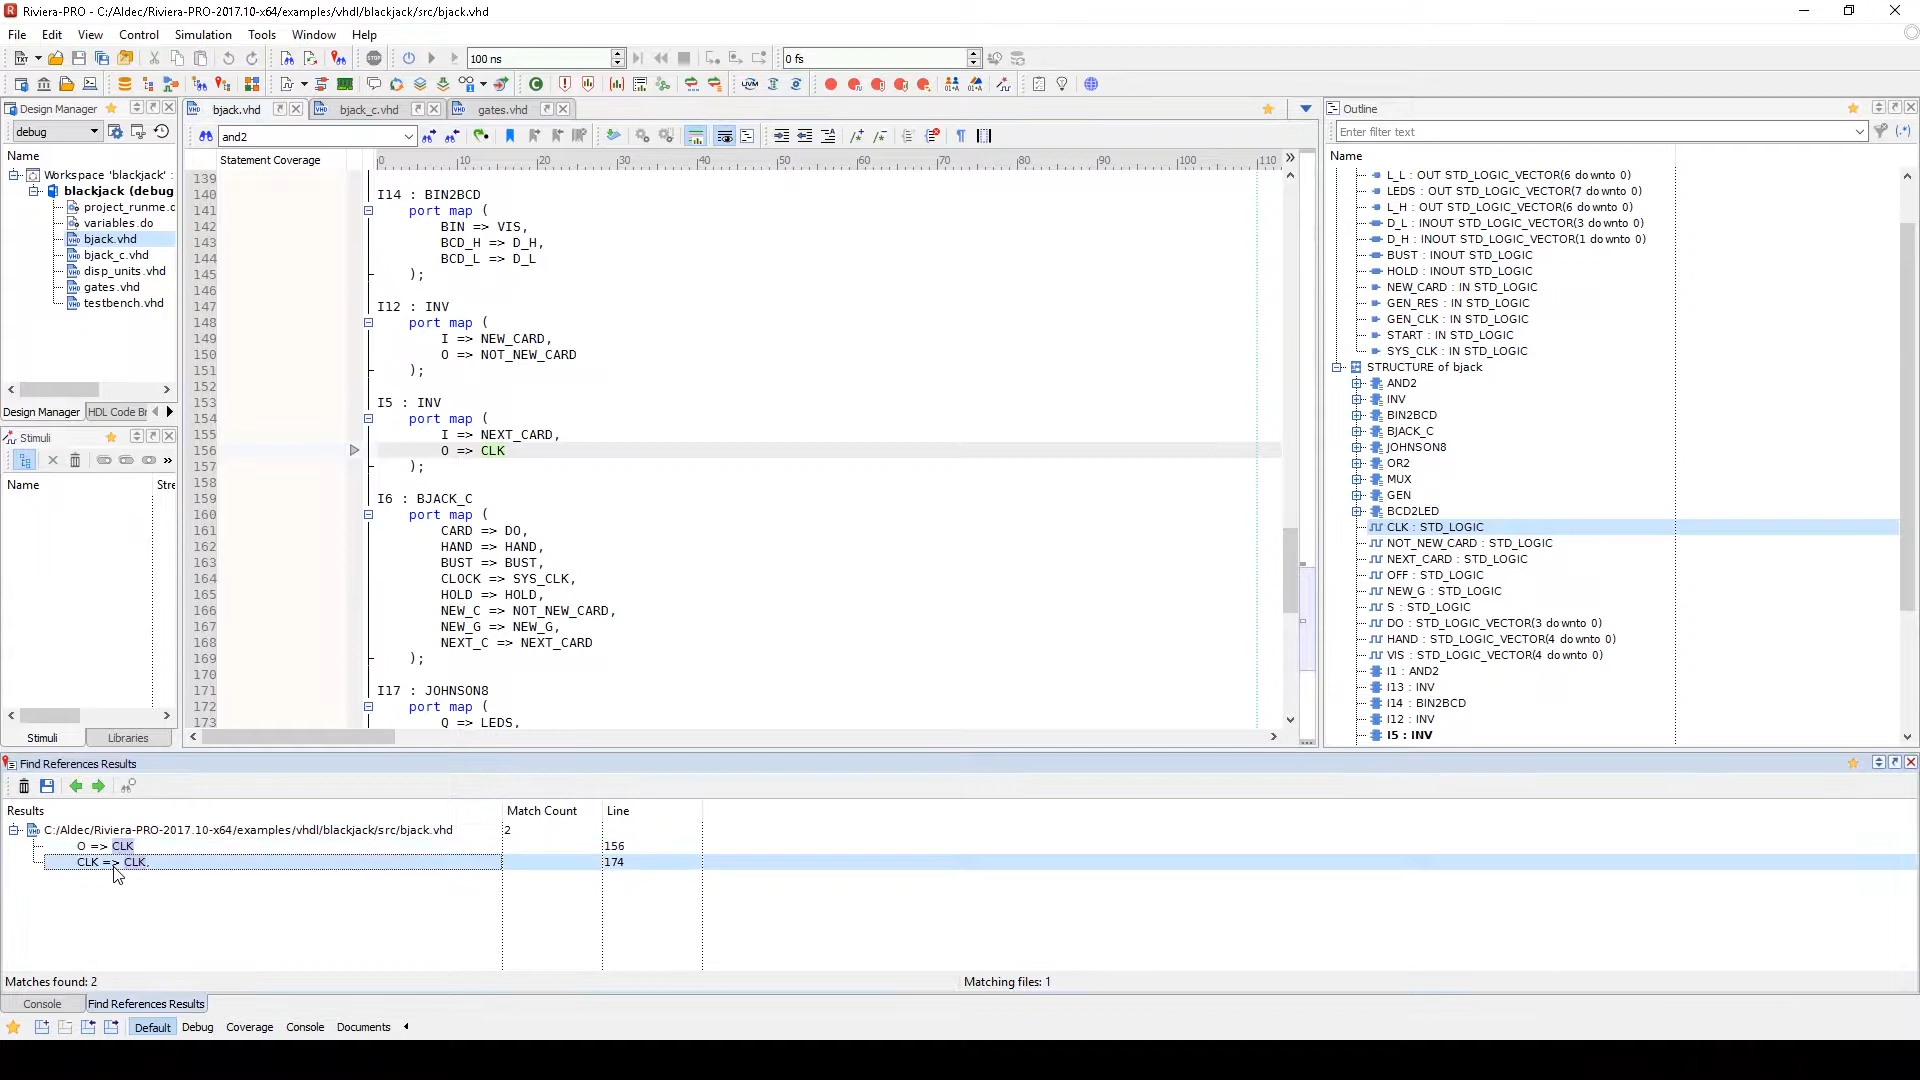 Riviera-PRO - C:/Aldec/Riviera-PRO-2017.10-x64/examples/vhdl/blackjack/src/bjack.vhd
File Edit View Control Simulation Tools Window Help
100 ns
0 fs
Design Manager
bjack.vhd
bjack_c.vhd
gates.vhd
Outline
debug
and2
Enter filter text
Name
Statement Coverage
0 10 20 30 40 50 60 70 80 90 100 110
Name
Workspace 'blackjack' :
blackjack (debug
project_runme.c
variables.do
bjack.vhd
bjack_c.vhd
disp_units.vhd
gates.vhd
testbench.vhd
Design Manager
HDL Code Br
Stimuli
Name
Stre
Stimuli
Libraries
139
140 I14 : BIN2BCD
141 port map (
142 BIN => VIS,
143 BCD_H => D_H,
144 BCD_L => D_L
145 );
146
147 I12 : INV
148 port map (
149 I => NEW_CARD,
150 O => NOT_NEW_CARD
151 );
152
153 I5 : INV
154 port map (
155 I => NEXT_CARD,
156 O => CLK
157 );
158
159 I6 : BJACK_C
160 port map (
161 CARD => DO,
162 HAND => HAND,
163 BUST => BUST,
164 CLOCK => SYS_CLK,
165 HOLD => HOLD,
166 NEW_C => NOT_NEW_CARD,
167 NEW_G => NEW_G,
168 NEXT_C => NEXT_CARD
169 );
170
171 I17 : JOHNSON8
172 port map (
173 Q => LEDS,
L_L : OUT STD_LOGIC_VECTOR(6 downto 0)
LEDS : OUT STD_LOGIC_VECTOR(7 downto 0)
L_H : OUT STD_LOGIC_VECTOR(6 downto 0)
D_L : INOUT STD_LOGIC_VECTOR(3 downto 0)
D_H : INOUT STD_LOGIC_VECTOR(1 downto 0)
BUST : INOUT STD_LOGIC
HOLD : INOUT STD_LOGIC
NEW_CARD : IN STD_LOGIC
GEN_RES : IN STD_LOGIC
GEN_CLK : IN STD_LOGIC
START : IN STD_LOGIC
SYS_CLK : IN STD_LOGIC
STRUCTURE of bjack
AND2
INV
BIN2BCD
BJACK_C
JOHNSON8
OR2
MUX
GEN
BCD2LED
CLK : STD_LOGIC
NOT_NEW_CARD : STD_LOGIC
NEXT_CARD : STD_LOGIC
OFF : STD_LOGIC
NEW_G : STD_LOGIC
S : STD_LOGIC
DO : STD_LOGIC_VECTOR(3 downto 0)
HAND : STD_LOGIC_VECTOR(4 downto 0)
VIS : STD_LOGIC_VECTOR(4 downto 0)
I1 : AND2
I13 : INV
I14 : BIN2BCD
I12 : INV
I5 : INV
Find References Results
Results Match Count Line
C:/Aldec/Riviera-PRO-2017.10-x64/examples/vhdl/blackjack/src/bjack.vhd 2
O => CLK 156
CLK => CLK, 174
Matches found: 2
Matching files: 1
Console
Find References Results
Default Debug Coverage Console Documents